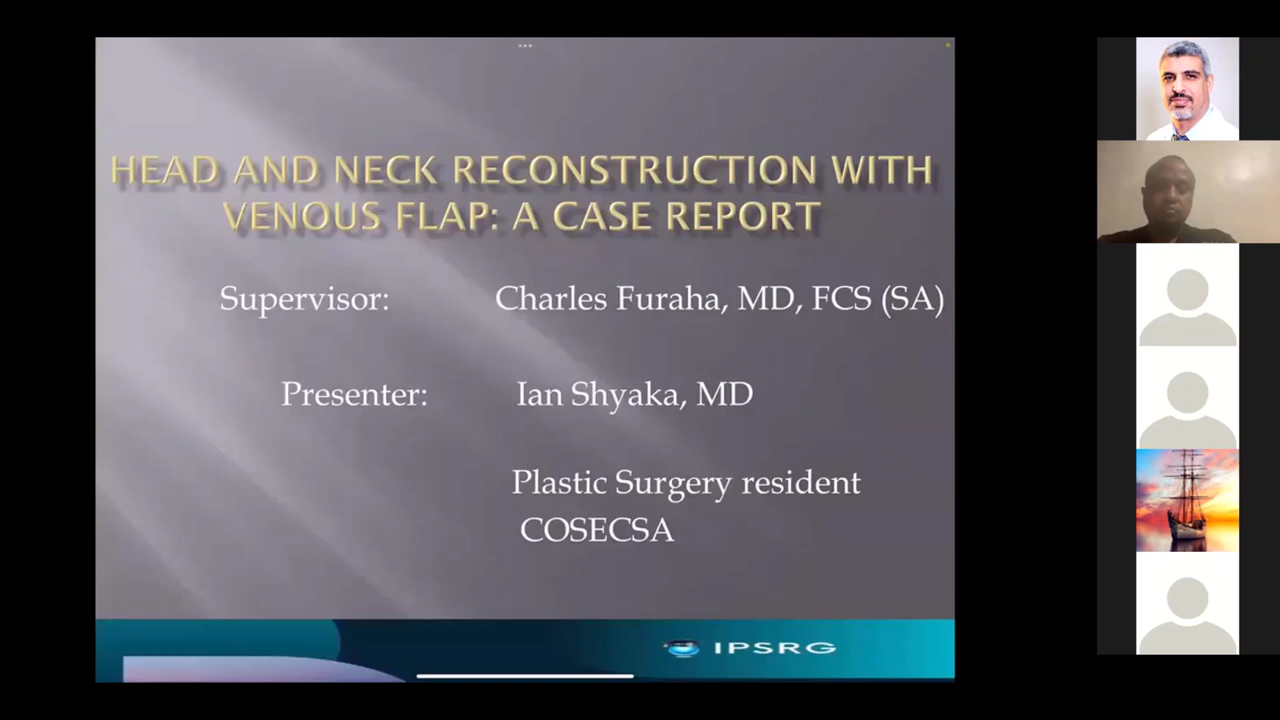 HEAD AND NECK RECONSTRUCTION WITH
VENOUS FLAP: A CASE REPORT
Supervisor: Charles Furaha, MD, FCS (SA)
Presenter: Ian Shyaka, MD
Plastic Surgery resident
COSECSA
IPSRG